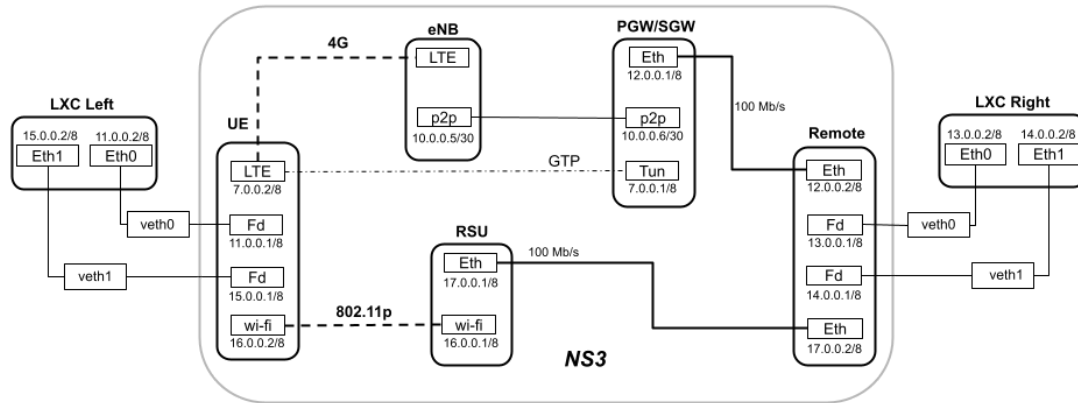 eNB
PGW/SGW
4G
LTE
Eth
12.0.0.1/8
100 Mb/s
LXC Left
15.0.0.2/8
11.0.0.2/8
Eth1
Eth0
UE
p2p
10.0.0.5/30
p2p
10.0.0.6/30
LXC Right
13.0.0.2/8
14.0.0.2/8
Eth0
Eth1
Remote
LTE
7.0.0.2/8
GTP
Tun
7.0.0.1/8
Eth
12.0.0.2/8
veth0
Fd
11.0.0.1/8
Fd
13.0.0.1/8
veth0
veth1
Fd
15.0.0.1/8
RSU
Eth
17.0.0.1/8
100 Mb/s
Fd
14.0.0.1/8
veth1
wi-fi
16.0.0.2/8
802.11p
wi-fi
16.0.0.1/8
Eth
17.0.0.2/8
NS3